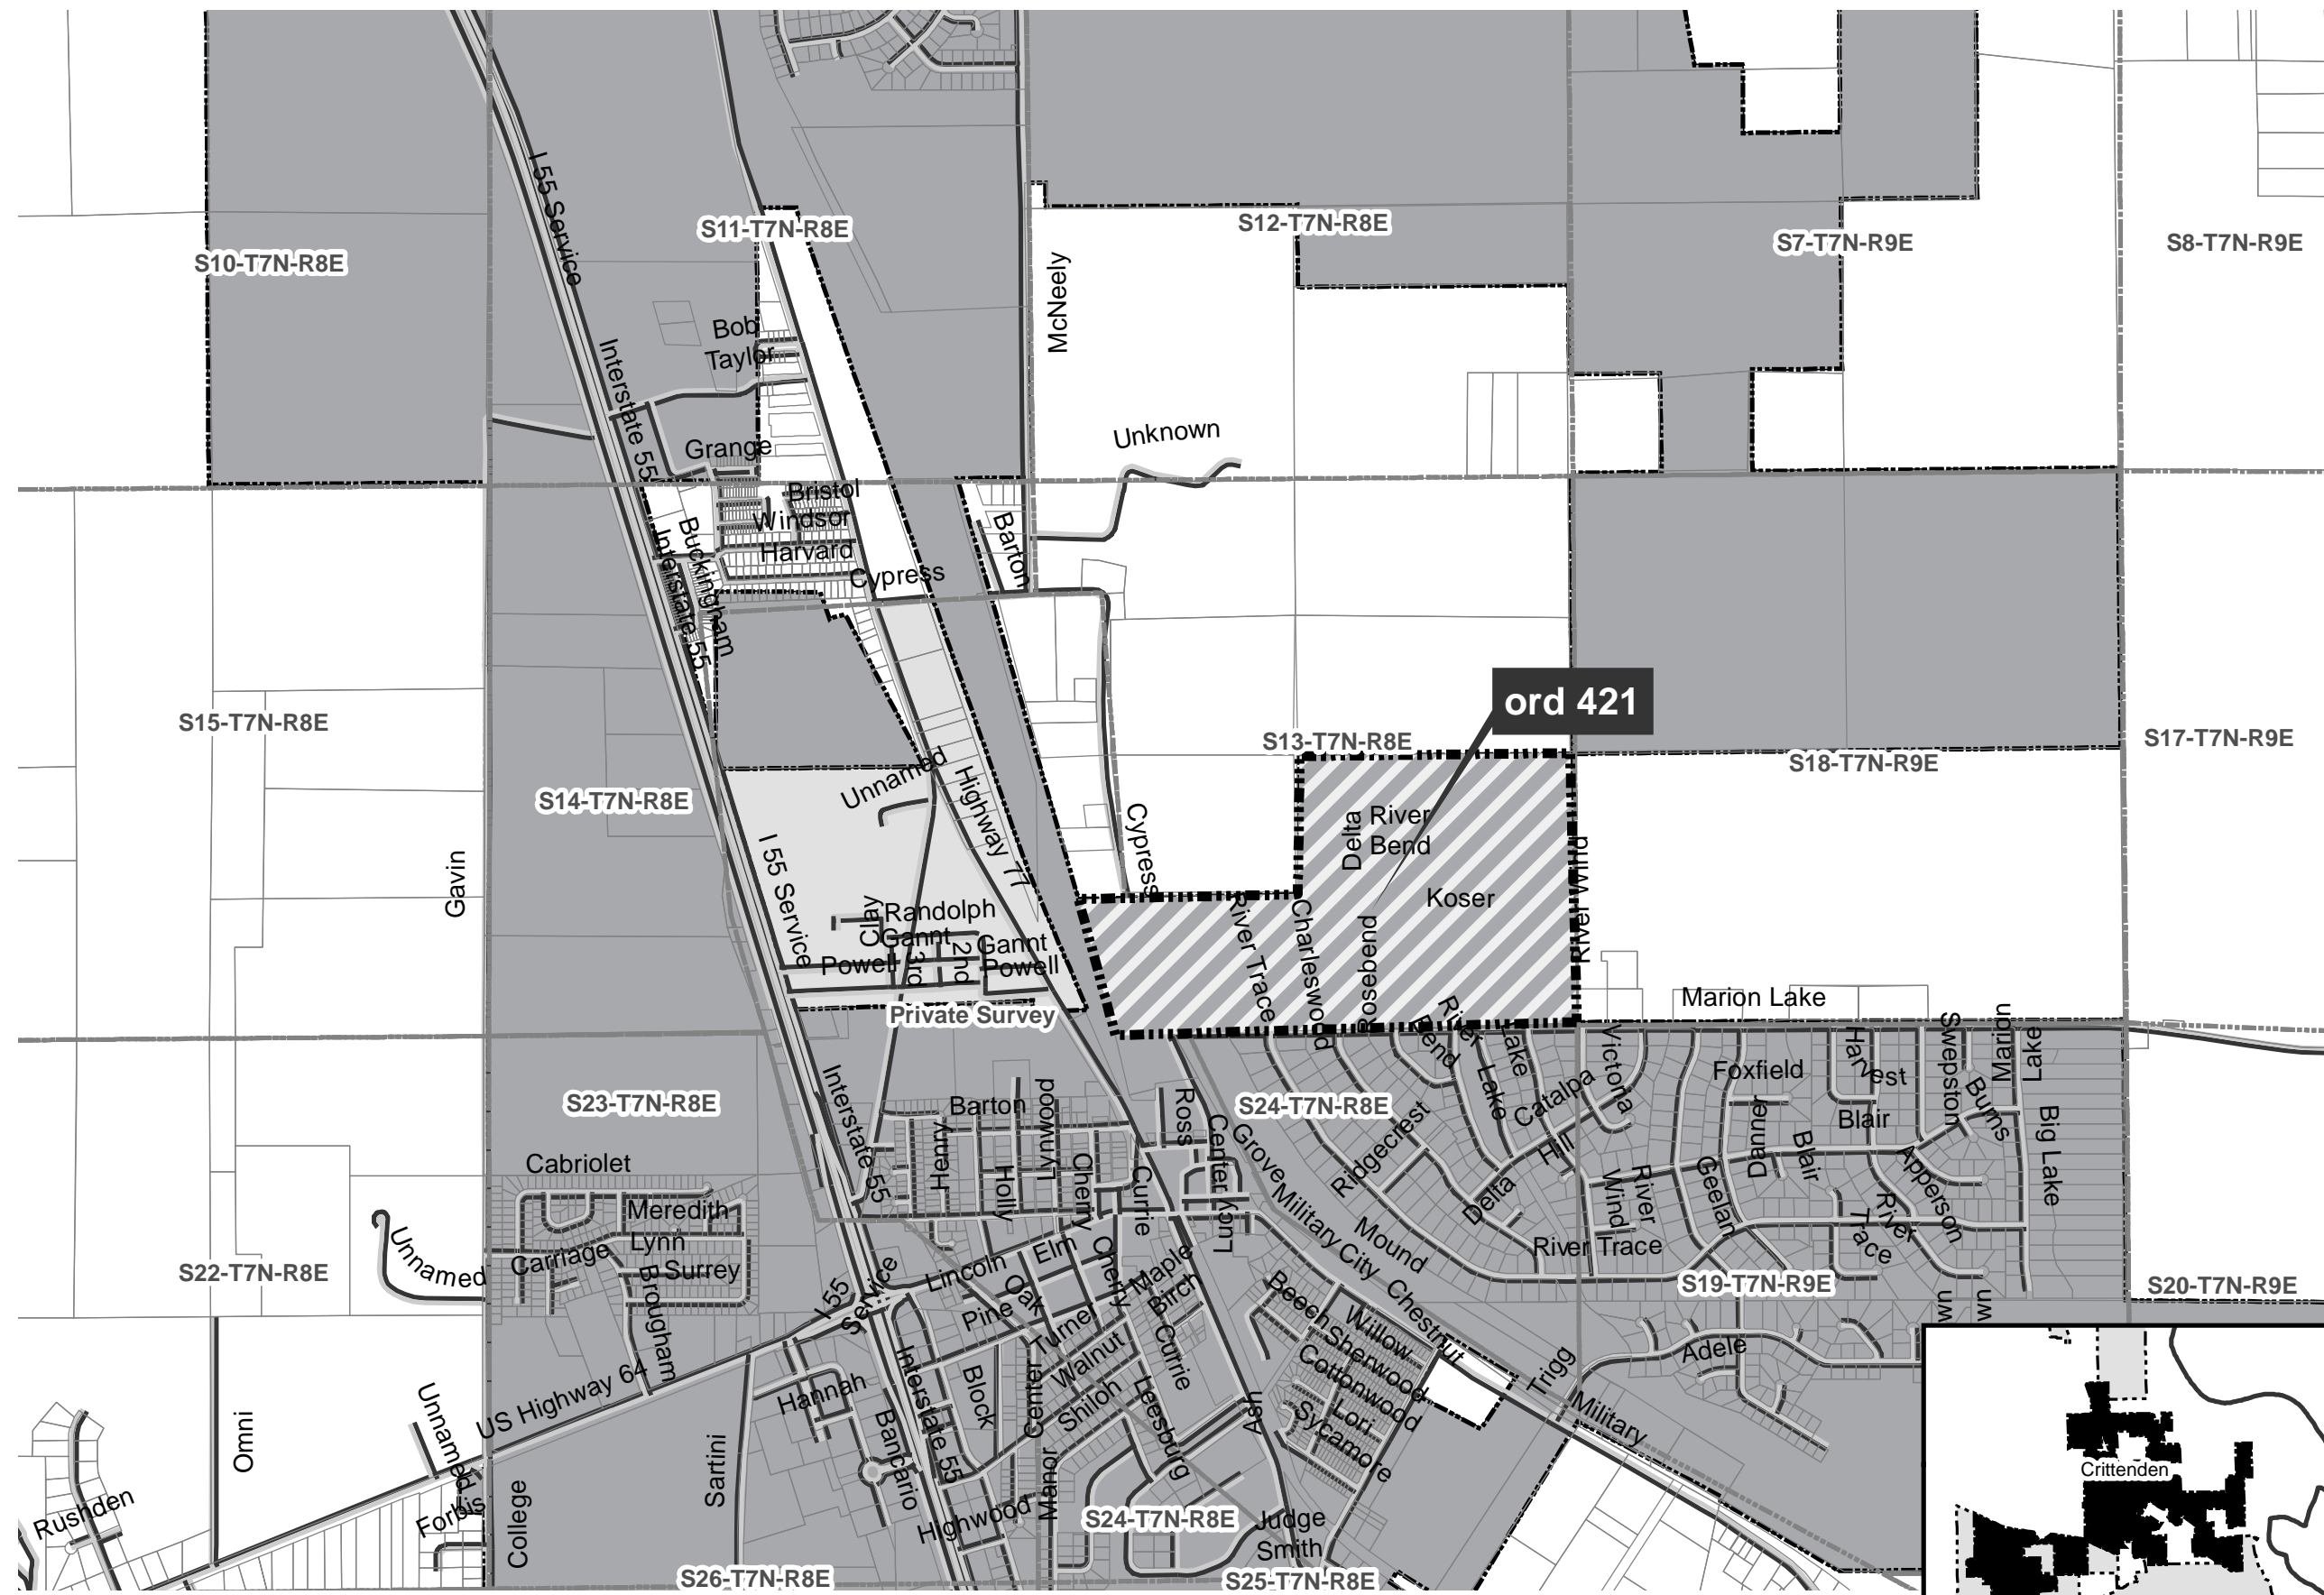 I 55 Service
S11-T7N-R8E
S12-T7N-R8E
S7-T7N-R9E
S8-T7N-R9E
S10-T7N-R8E
McNeely
Bob
Taylor
Interstate 55
Unknown
Grange
Bristol
Windsor
Harvard
Buckingham
Interstate 55
Barton
Cypress
ord 421
S15-T7N-R8E
S13-T7N-R8E
S17-T7N-R9E
S18-T7N-R9E
Unnamed
Highway 77
S14-T7N-R8E
Cypress
Delta
River
Bend
River Wind
Gavin
I 55 Service
Clay
Randolph
Gannt
Gannt
Powell
3rd
2nd
Powell
River Trace
Charleswood
Rosebend
Koser
Private Survey
Marion Lake
River
Bend
Lake
Victoria
Harvest
Swepston
Marion
Lake
Interstate 55
S23-T7N-R8E
Barton
Henry
Holly
Lynwood
Cherry
Currie
Ross
Center
Lyon
Grove
S24-T7N-R8E
Ridgecrest
Lake
Catalpa
Hill
Delta
Foxfield
Danner
Blair
Blair
Burns
Big Lake
Cabriolet
Meredith
Lynn
Carriage
Surrey
Brougham
Unnamed
S22-T7N-R8E
Military
City
Mound
Chestnut
River
Wind
Geelan
Apperson
River
Trace
River Trace
S19-T7N-R9E
S20-T7N-R9E
I 55
Service
Lincoln
Elm
Oak
Pine
Cherry
Maple
Birch
Turner
Walnut
Currie
Shiloh
Leesburg
Beech
Willow
Sherwood
Cottonwood
Lori
Sycamore
Ash
Trigg
Military
Adele
wn
wn
US Highway 64
Hannah
Interstate 55
Block
Center
Manor
Bancario
Highwood
Sartini
Omni
Unnamed
Forbis
Rushden
College
S24-T7N-R8E
Judge
Smith
S26-T7N-R8E
S25-T7N-R8E
Crittenden